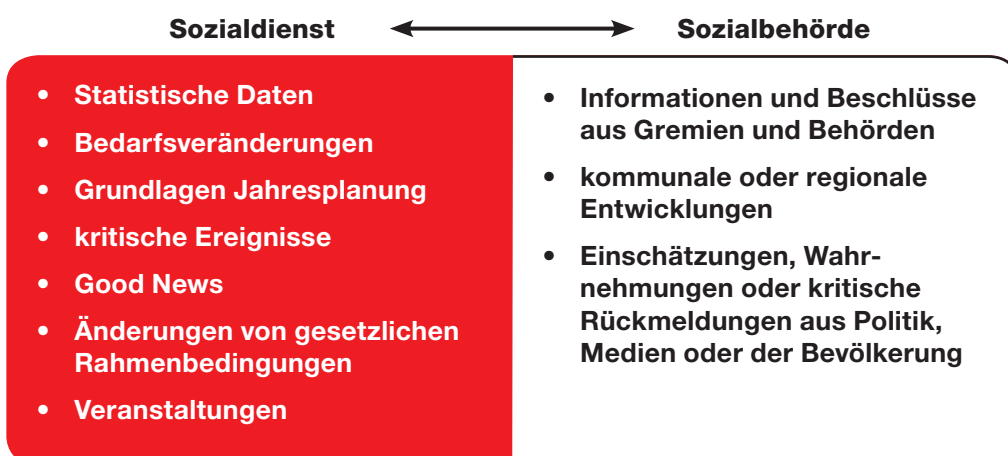 Sozialdienst
Sozialbehörde
• Statistische Daten
• Bedarfsveränderungen
• Grundlagen Jahresplanung
• kritische Ereignisse
• Good News
• Änderungen von gesetzlichen
Rahmenbedingungen
• Veranstaltungen
• Informationen und Beschlüsse
aus Gremien und Behörden
• kommunale oder regionale
Entwicklungen
• Einschätzungen, Wahr-
nehmungen oder kritische
Rückmeldungen aus Politik,
Medien oder der Bevölkerung